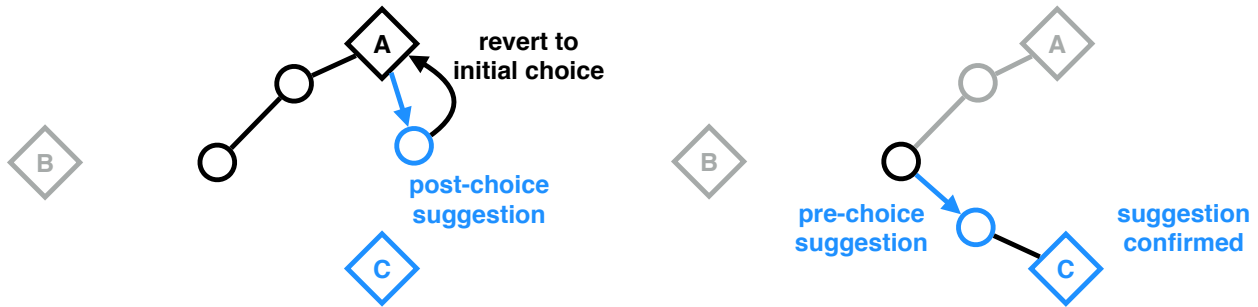 A
revert to
initial choice
B
post-choice
suggestion
C
A
B
pre-choice
suggestion
suggestion
confirmed
C